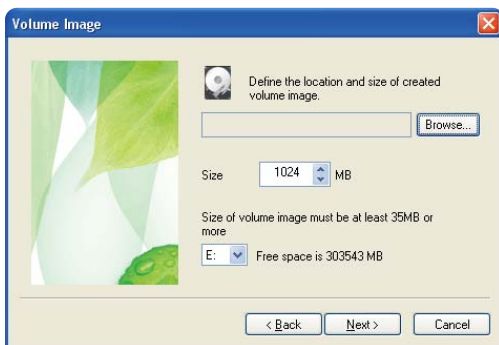 Volume Image
Define the location and size of created
volume image.
Browse...
Size 1024 MB
Size of volume image must be at least 35MB or
more
E: Free space is 303543 MB
< Back Next > Cancel